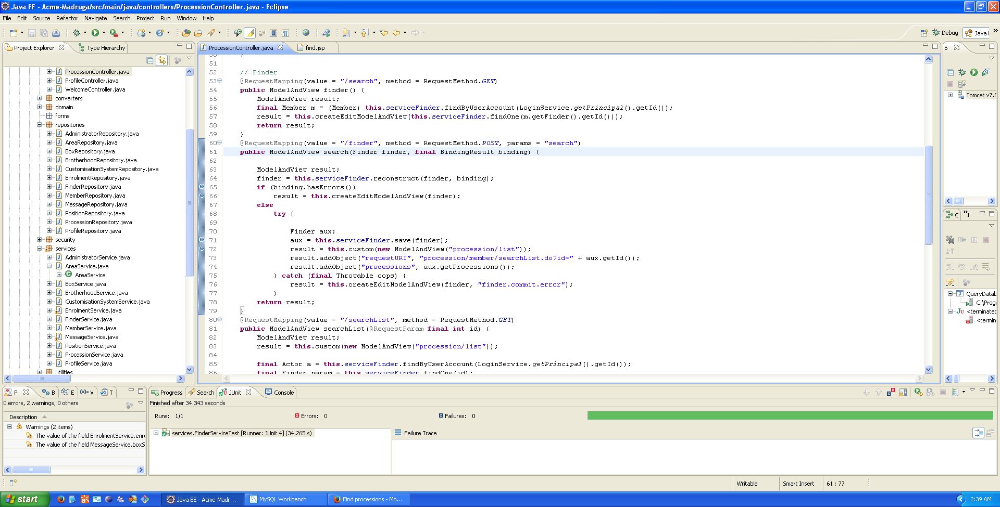 Java EE - Acme-Madruga/src/main/java/controllers/ProcessionController.java - Eclipse
File Edit Source Refactor Navigate Search Project Run Window Help
Debug Java
Project Explorer Type Hierarchy
ProcessionController.java find.jsp
S
ProcessionController.java
ProfileController.java
WelcomeController.java
converters
domain
forms
repositories
AdministratorRepository.java
AreaRepository.java
BoxRepository.java
BrotherhoodRepository.java
CustomisationSystemRepository.java
EnrolmentRepository.java
FinderRepository.java
MemberRepository.java
MessageRepository.java
PositionRepository.java
ProcessionRepository.java
ProfileRepository.java
security
services
AdministratorService.java
AreaService.java
AreaService
BoxService.java
BrotherhoodService.java
CustomisationSystemService.java
EnrolmentService.java
FinderService.java
MemberService.java
MessageService.java
PositionService.java
ProcessionService.java
ProfileService.java
utilities
50 }
51
52 // Finder
53 @RequestMapping(value = "/search", method = RequestMethod.GET)
54 public ModelAndView finder() {
55 ModelAndView result;
56 final Member m = (Member) this.serviceFinder.findByUserAccount(LoginService.getPrincipal().getId());
57 result = this.createEditModelAndView(this.serviceFinder.findOne(m.getFinder().getId()));
58 return result;
59 }
60 @RequestMapping(value = "/finder", method = RequestMethod.POST, params = "search")
61 public ModelAndView search(Finder finder, final BindingResult binding) {
62
63 ModelAndView result;
64 finder = this.serviceFinder.reconstruct(finder, binding);
65 if (binding.hasErrors())
66 result = this.createEditModelAndView(finder);
67 else
68 try {
69
70 Finder aux;
71 aux = this.serviceFinder.save(finder);
72 result = this.custom(new ModelAndView("procession/list"));
73 result.addObject("requestURI", "procession/member/searchList.do?id=" + aux.getId());
74 result.addObject("processions", aux.getProcessions());
75 } catch (final Throwable oops) {
76 result = this.createEditModelAndView(finder, "finder.commit.error");
77 }
78 return result;
79 }
80 @RequestMapping(value = "/searchList", method = RequestMethod.GET)
81 public ModelAndView searchList(@RequestParam final int id) {
82 ModelAndView result;
83 result = this.custom(new ModelAndView("procession/list"));
84
85 final Actor a = this.serviceFinder.findByUserAccount(LoginService.getPrincipal().getId());
86 final Finder param = this.serviceFinder.findOne(id);
Tomcat v7.0
C 1
QueryDatab
C:\Prog
Ju <terminated
<termin
P B E (x)= V T
0 errors, 2 warnings, 0 others
Description
Warnings (2 items)
The value of the field EnrolmentService.enro
The value of the field MessageService.boxS
Progress Search JUnit Console
Finished after 34.343 seconds
Runs: 1/1 Errors: 0 Failures: 0
services.FinderServiceTest [Runner: JUnit 4] (34.265 s)
Failure Trace
Writable Smart Insert 61 : 77
start Java EE - Acme-Madr... MySQL Workbench Find processions - Mo... 2:39 AM